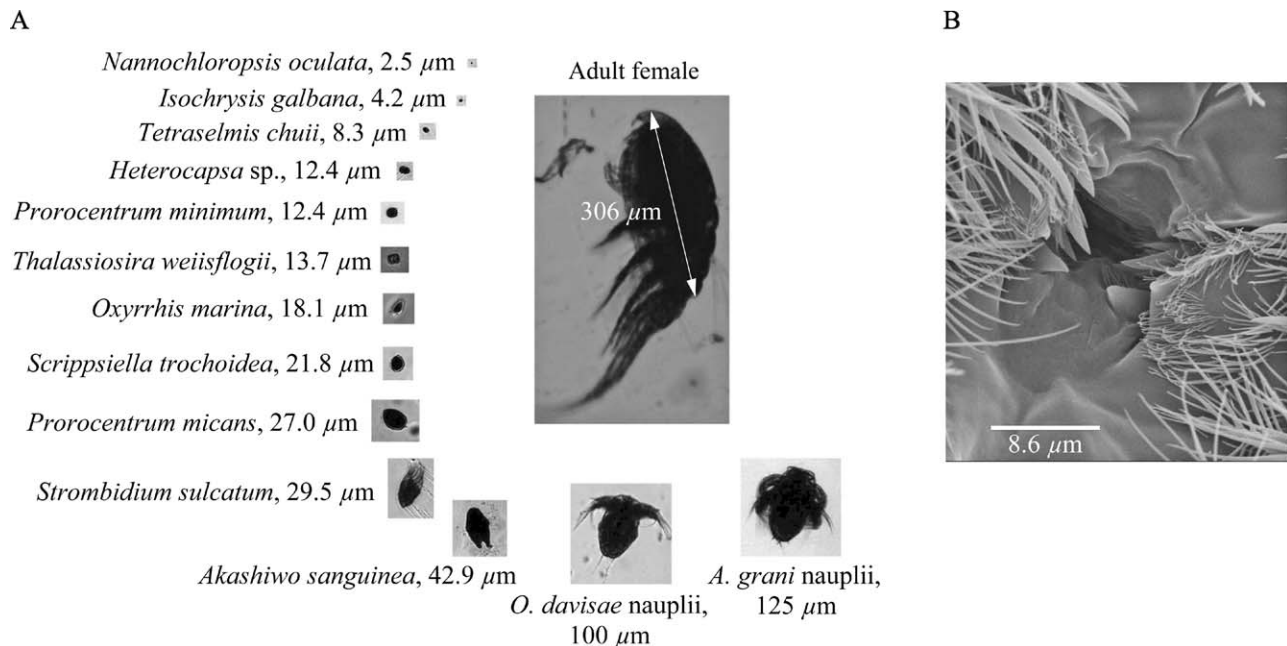 A
B
Nannochloropsis oculata, 2.5 µm
Isochrysis galbana, 4.2 µm
Tetraselmis chuii, 8.3 µm
Heterocapsa sp., 12.4 µm
Prorocentrum minimum, 12.4 µm
Thalassiosira weiisflogii, 13.7 µm
Oxyrrhis marina, 18.1 µm
Scrippsiella trochoidea, 21.8 µm
Prorocentrum micans, 27.0 µm
Strombidium sulcatum, 29.5 µm
Akashiwo sanguinea, 42.9 µm
Adult female
306 µm
O. davisae nauplii,
100 µm
A. grani nauplii,
125 µm
8.6 µm